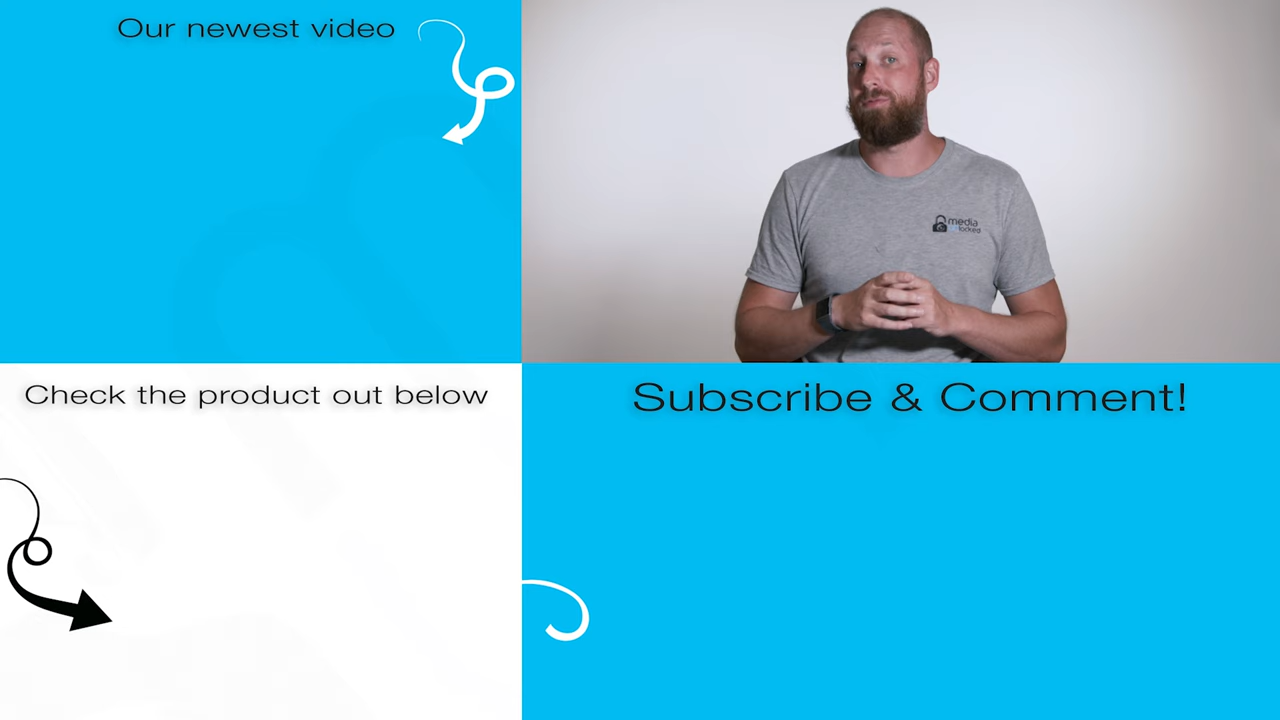 Our newest video
media
locked
Check the product out below
Subscribe & Comment!